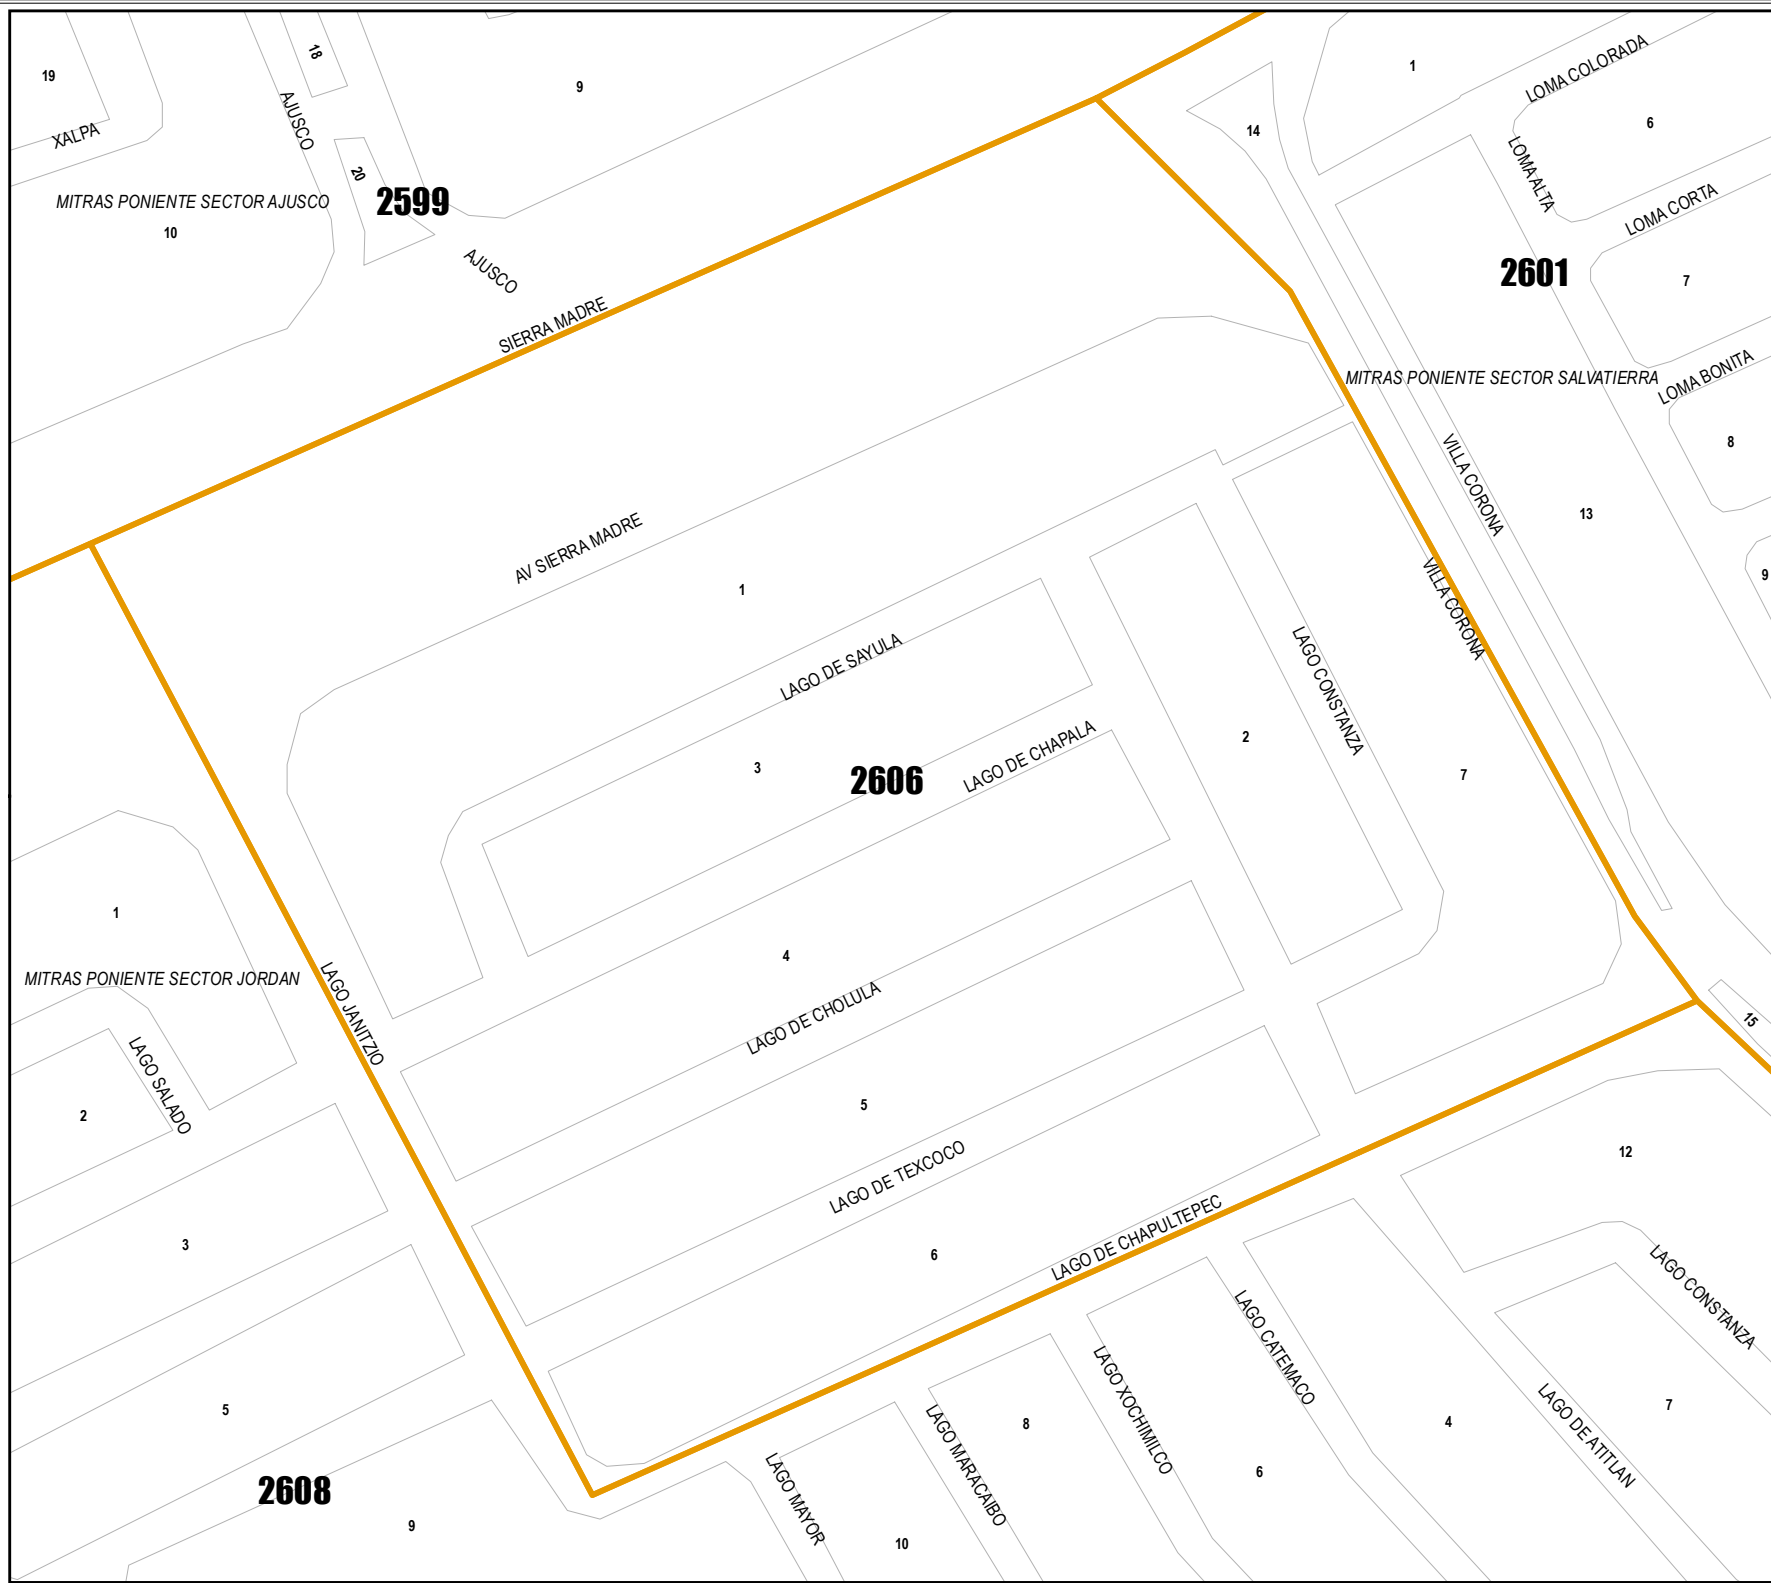 18
1
LOMA COLORADA
19
9
AJUSCO
6
14
XALPA
LOMA ALTA
20
MITRAS PONIENTE SECTOR AJUSCO
2599
LOMA CORTA
10
AJUSCO
2601
7
SIERRA MADRE
MITRAS PONIENTE SECTOR SALVATIERRA
LOMA BONITA
8
VILLA CORONA
13
AV SIERRA MADRE
9
1
VILLA CORONA
LAGO DE SAYULA
LAGO CONSTANZA
2
LAGO DE CHAPALA
3
2606
7
1
4
MITRAS PONIENTE SECTOR JORDAN
LAGO JANITZIO
LAGO DE CHOLULA
15
LAGO SALADO
5
2
12
LAGO DE TEXCOCO
3
LAGO DE CHAPULTEPEC
6
LAGO CONSTANZA
LAGO CATEMACO
LAGO XOCHIMILCO
5
7
LAGO MARACAIBO
8
4
LAGO DE ATITLAN
6
2608
LAGO MAYOR
9
10